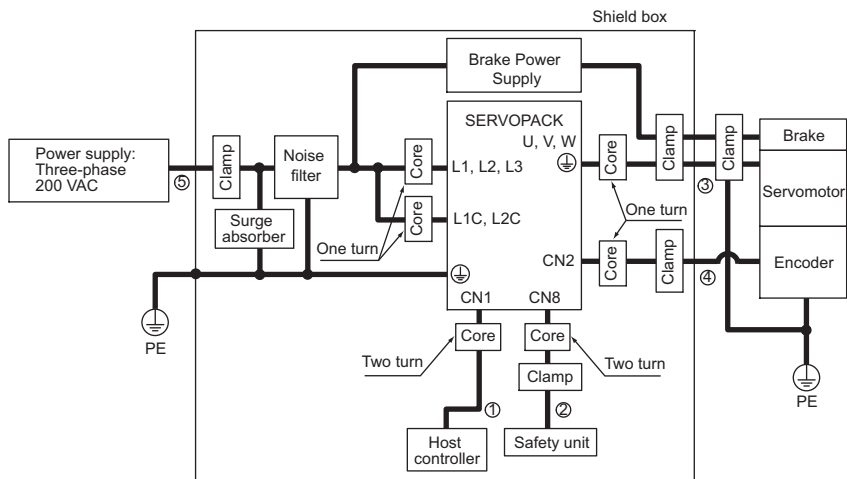 Shield box
Brake Power
Supply
SERVOPACK
U, V, W
Power supply:
Three-phase
200 VAC
⑤
Clamp
Noise
filter
Core
L1, L2, L3
Core
Clamp
Clamp
Brake
③
Servomotor
Surge
absorber
One turn
Core
L1C, L2C
One turn
CN2
Core
Clamp
④
Encoder
PE
CN1
CN8
Two turn
Core
Core
Two turn
Clamp
PE
①
②
Host
controller
Safety unit